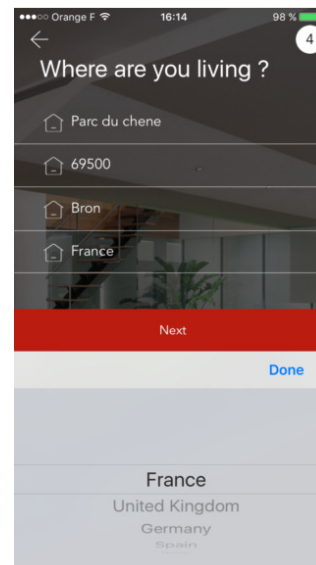 Orange F 16:14 98 %
4
Where are you living ?
Parc du chene
69500
Bron
France
Next
Done
France
United Kingdom
Germany
Spain